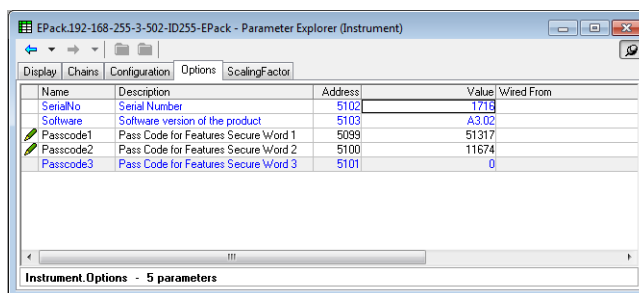 EPack.192-168-255-3-502-ID255-EPack - Parameter Explorer (Instrument)
Display Chains Configuration Options ScalingFactor
Name Description Address Value Wired From
SerialNo Serial Number 5102 1716
Software Software version of the product 5103 A3.02
Passcode1 Pass Code for Features Secure Word 1 5099 51317
Passcode2 Pass Code for Features Secure Word 2 5100 11674
Passcode3 Pass Code for Features Secure Word 3 5101 0
Instrument.Options - 5 parameters